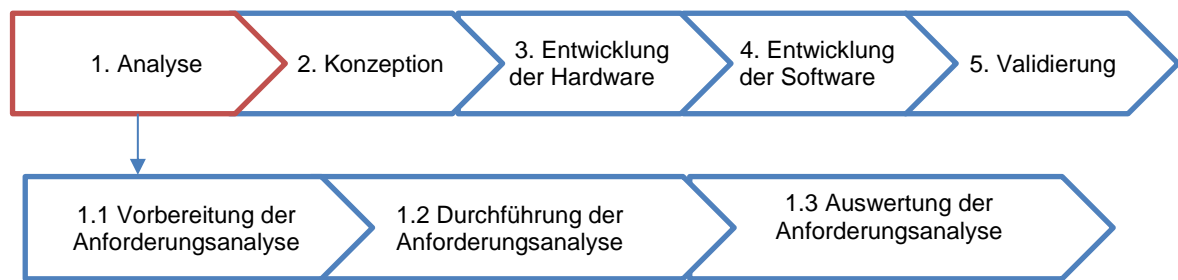 1. Analyse
2. Konzeption
3. Entwicklung
der Hardware
4. Entwicklung
der Software
5. Validierung
1.1 Vorbereitung der
Anforderungsanalyse
1.2 Durchführung der
Anforderungsanalyse
1.3 Auswertung der
Anforderungsanalyse